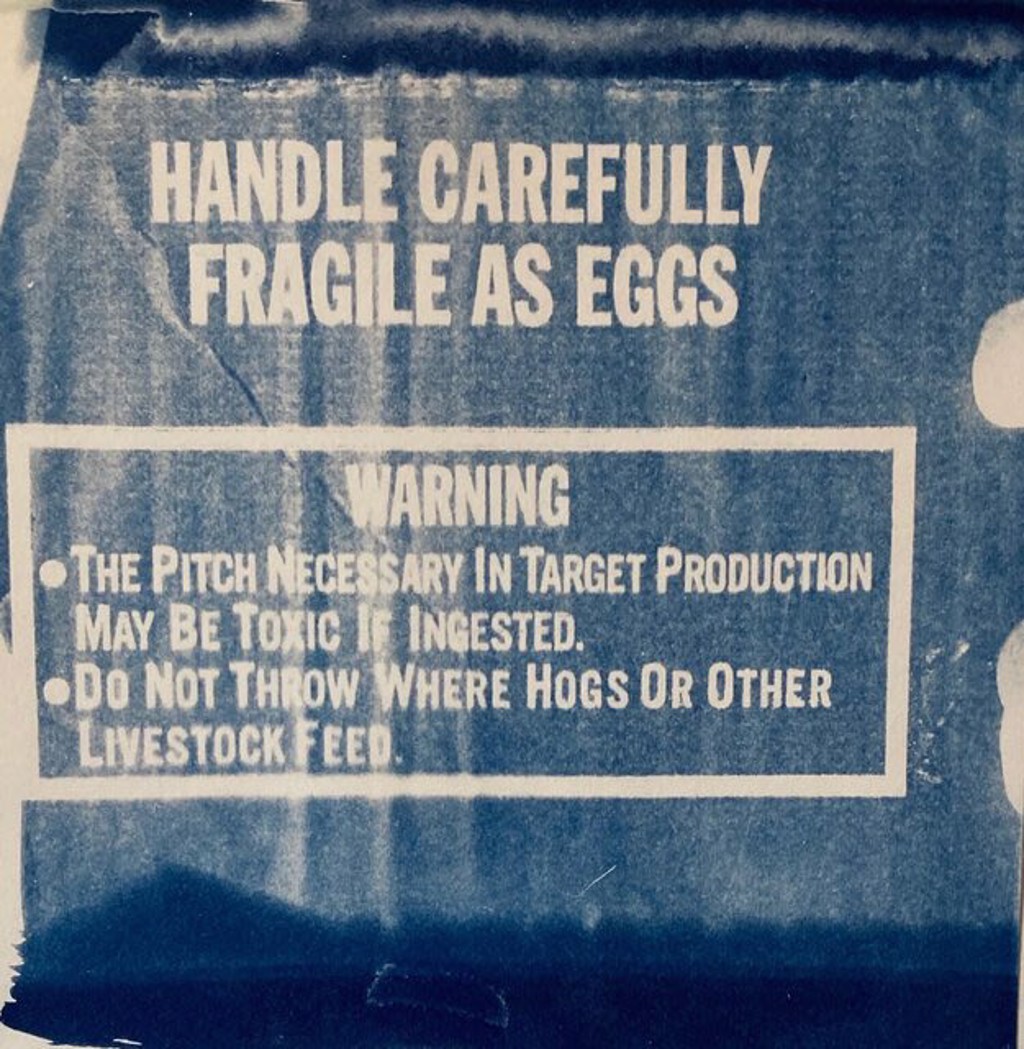 HANDLE CAREFULLY
FRAGILE AS EGGS
WARNING
●THE PITCH NECESSARY IN TARGET PRODUCTION
MAY BE TOXIC IF INGESTED.
●DO NOT THROW WHERE HOGS OR OTHER
LIVESTOCK FEED.